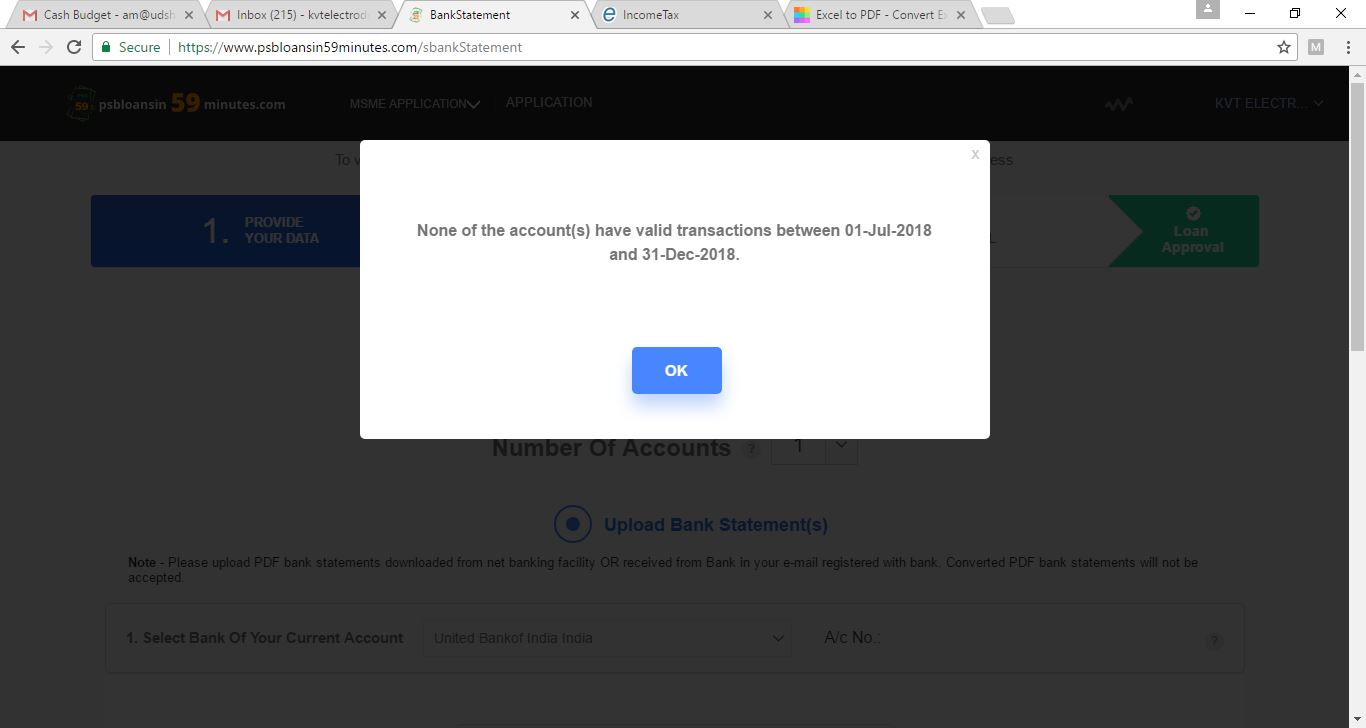 Cash Budget - am@udsh
Inbox (215) - kvtelectrod
BankStatement
IncomeTax
Excel to PDF - Convert Ex
Secure
https://www.psbloansin59minutes.com/sbankStatement
M
59
psbloansin 59 minutes.com
MSME APPLICATION
APPLICATION
KVT ELECTR...
To v
ess
x
1.
PROVIDE
YOUR DATA
Loan
Approval
None of the account(s) have valid transactions between 01-Jul-2018
and 31-Dec-2018.
OK
Number Of Accounts ? 1
Upload Bank Statement(s)
Note - Please upload PDF bank statements downloaded from net banking facility OR received from Bank in your e-mail registered with bank. Converted PDF bank statements will not be
accepted.
1. Select Bank Of Your Current Account United Bankof India India A/c No.: ?